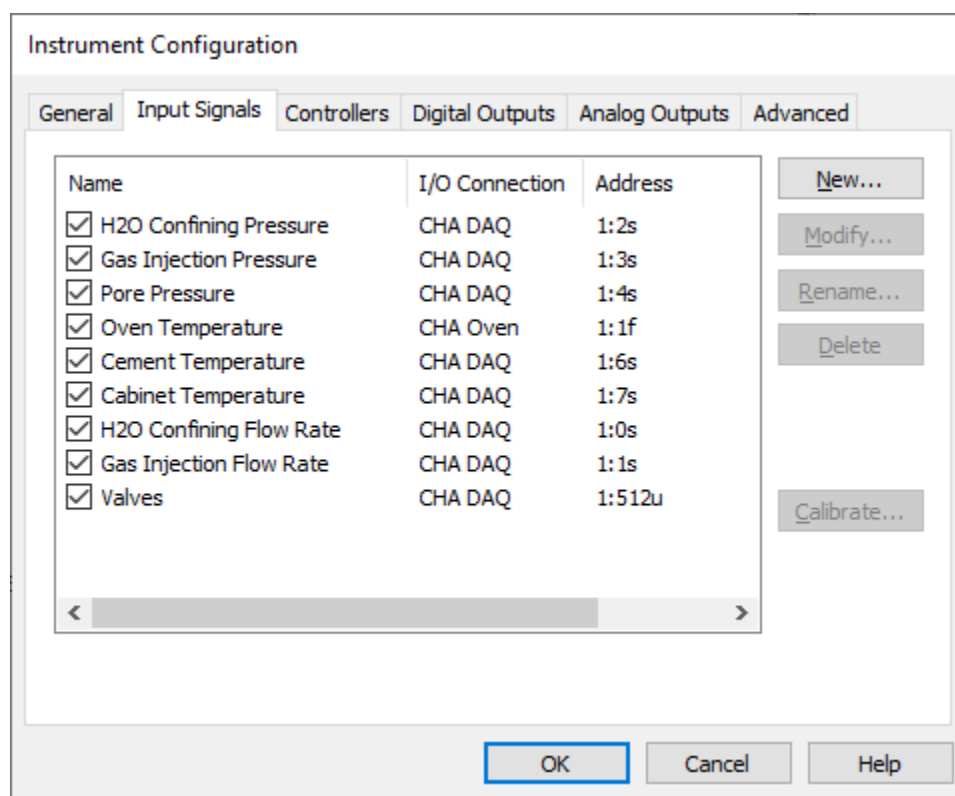 Instrument Configuration
General Input Signals Controllers Digital Outputs Analog Outputs Advanced
Name I/O Connection Address
H2O Confining Pressure CHA DAQ 1:2s
Gas Injection Pressure CHA DAQ 1:3s
Pore Pressure CHA DAQ 1:4s
Oven Temperature CHA Oven 1:1f
Cement Temperature CHA DAQ 1:6s
Cabinet Temperature CHA DAQ 1:7s
H2O Confining Flow Rate CHA DAQ 1:0s
Gas Injection Flow Rate CHA DAQ 1:1s
Valves CHA DAQ 1:512u
New...
Modify...
Rename...
Delete
Calibrate...
OK Cancel Help